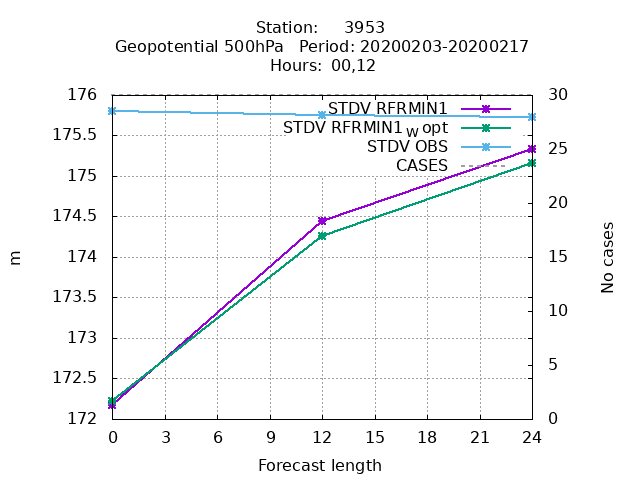 Station: 3953
Geopotential 500hPa Period: 20200203-20200217
Hours: 00,12
176
175.5
175
174.5
174
173.5
173
172.5
172
30
25
20
15
10
5
0
STDV RFRMIN1
STDV RFRMIN1 w opt
STDV OBS
CASES
m
No cases
0 3 6 9 12 15 18 21 24
Forecast length